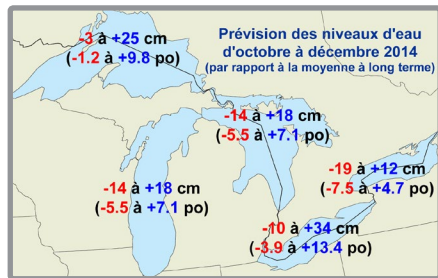 Prévision des niveaux d'eau
d'octobre à décembre 2014
(par rapport à la moyenne à long terme)
-3 à +25 cm
(-1.2 à +9.8 po)
-14 à +18 cm
(-5.5 à +7.1 po)
-14 à +18 cm
(-5.5 à +7.1 po)
-19 à +12 cm
(-7.5 à +4.7 po)
-10 à +34 cm
(-3.9 à +13.4 po)